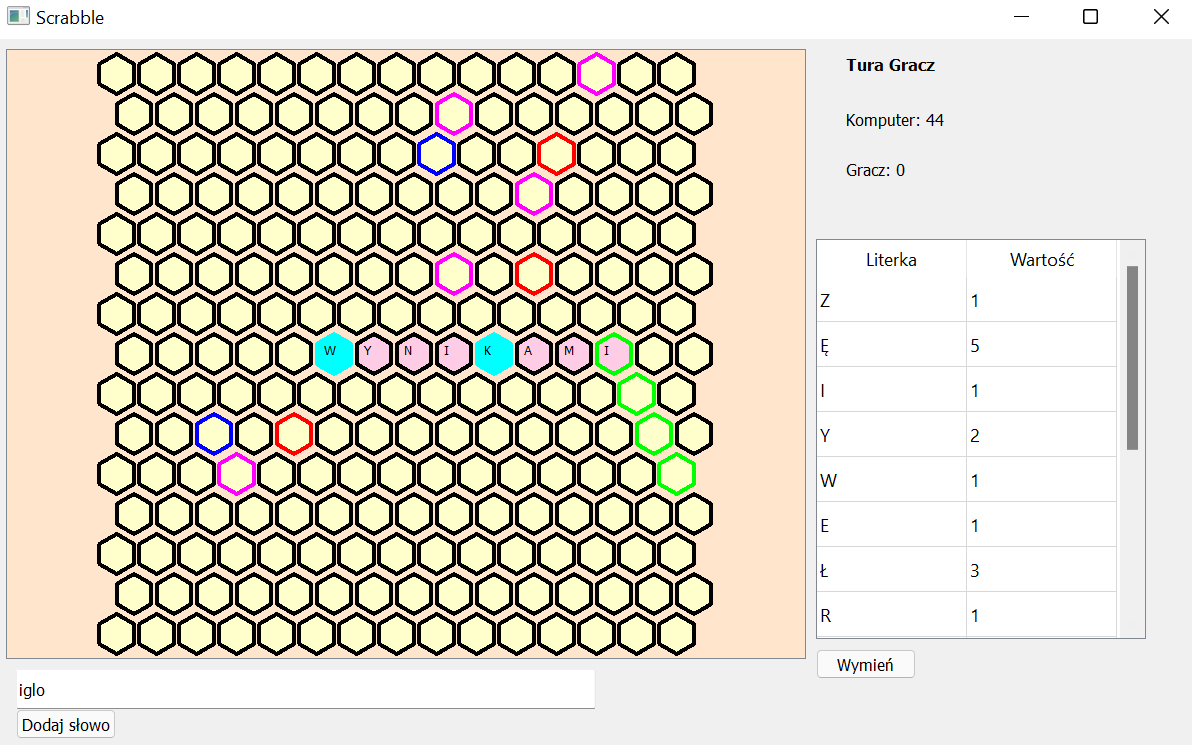 Scrabble
Tura Gracz
Komputer: 44
Gracz: 0
Literka Wartość
Z 1
Ę 5
I 1
Y 2
W 1
E 1
Ł 3
R 1
W Y N I K A M I
Wymień
iglo
Dodaj słowo